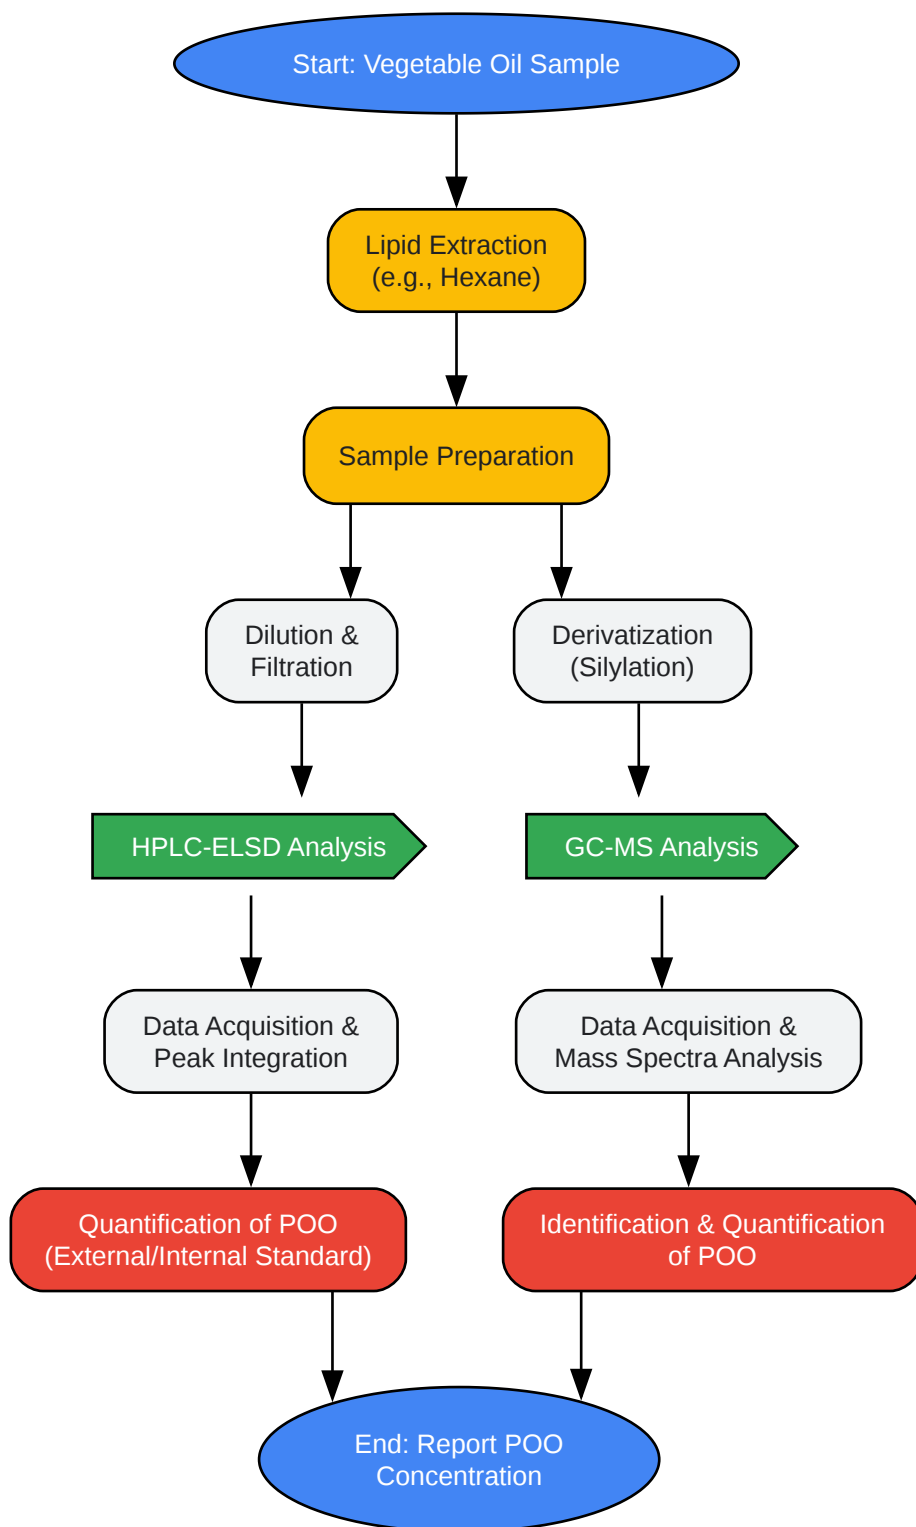 Start: Vegetable Oil Sample
Lipid Extraction
(e.g., Hexane)
Sample Preparation
Dilution &
Filtration
Derivatization
(Silylation)
HPLC-ELSD Analysis
GC-MS Analysis
Data Acquisition &
Peak Integration
Data Acquisition &
Mass Spectra Analysis
Quantification of POO
(External/Internal Standard)
Identification & Quantification
of POO
End: Report POO
Concentration